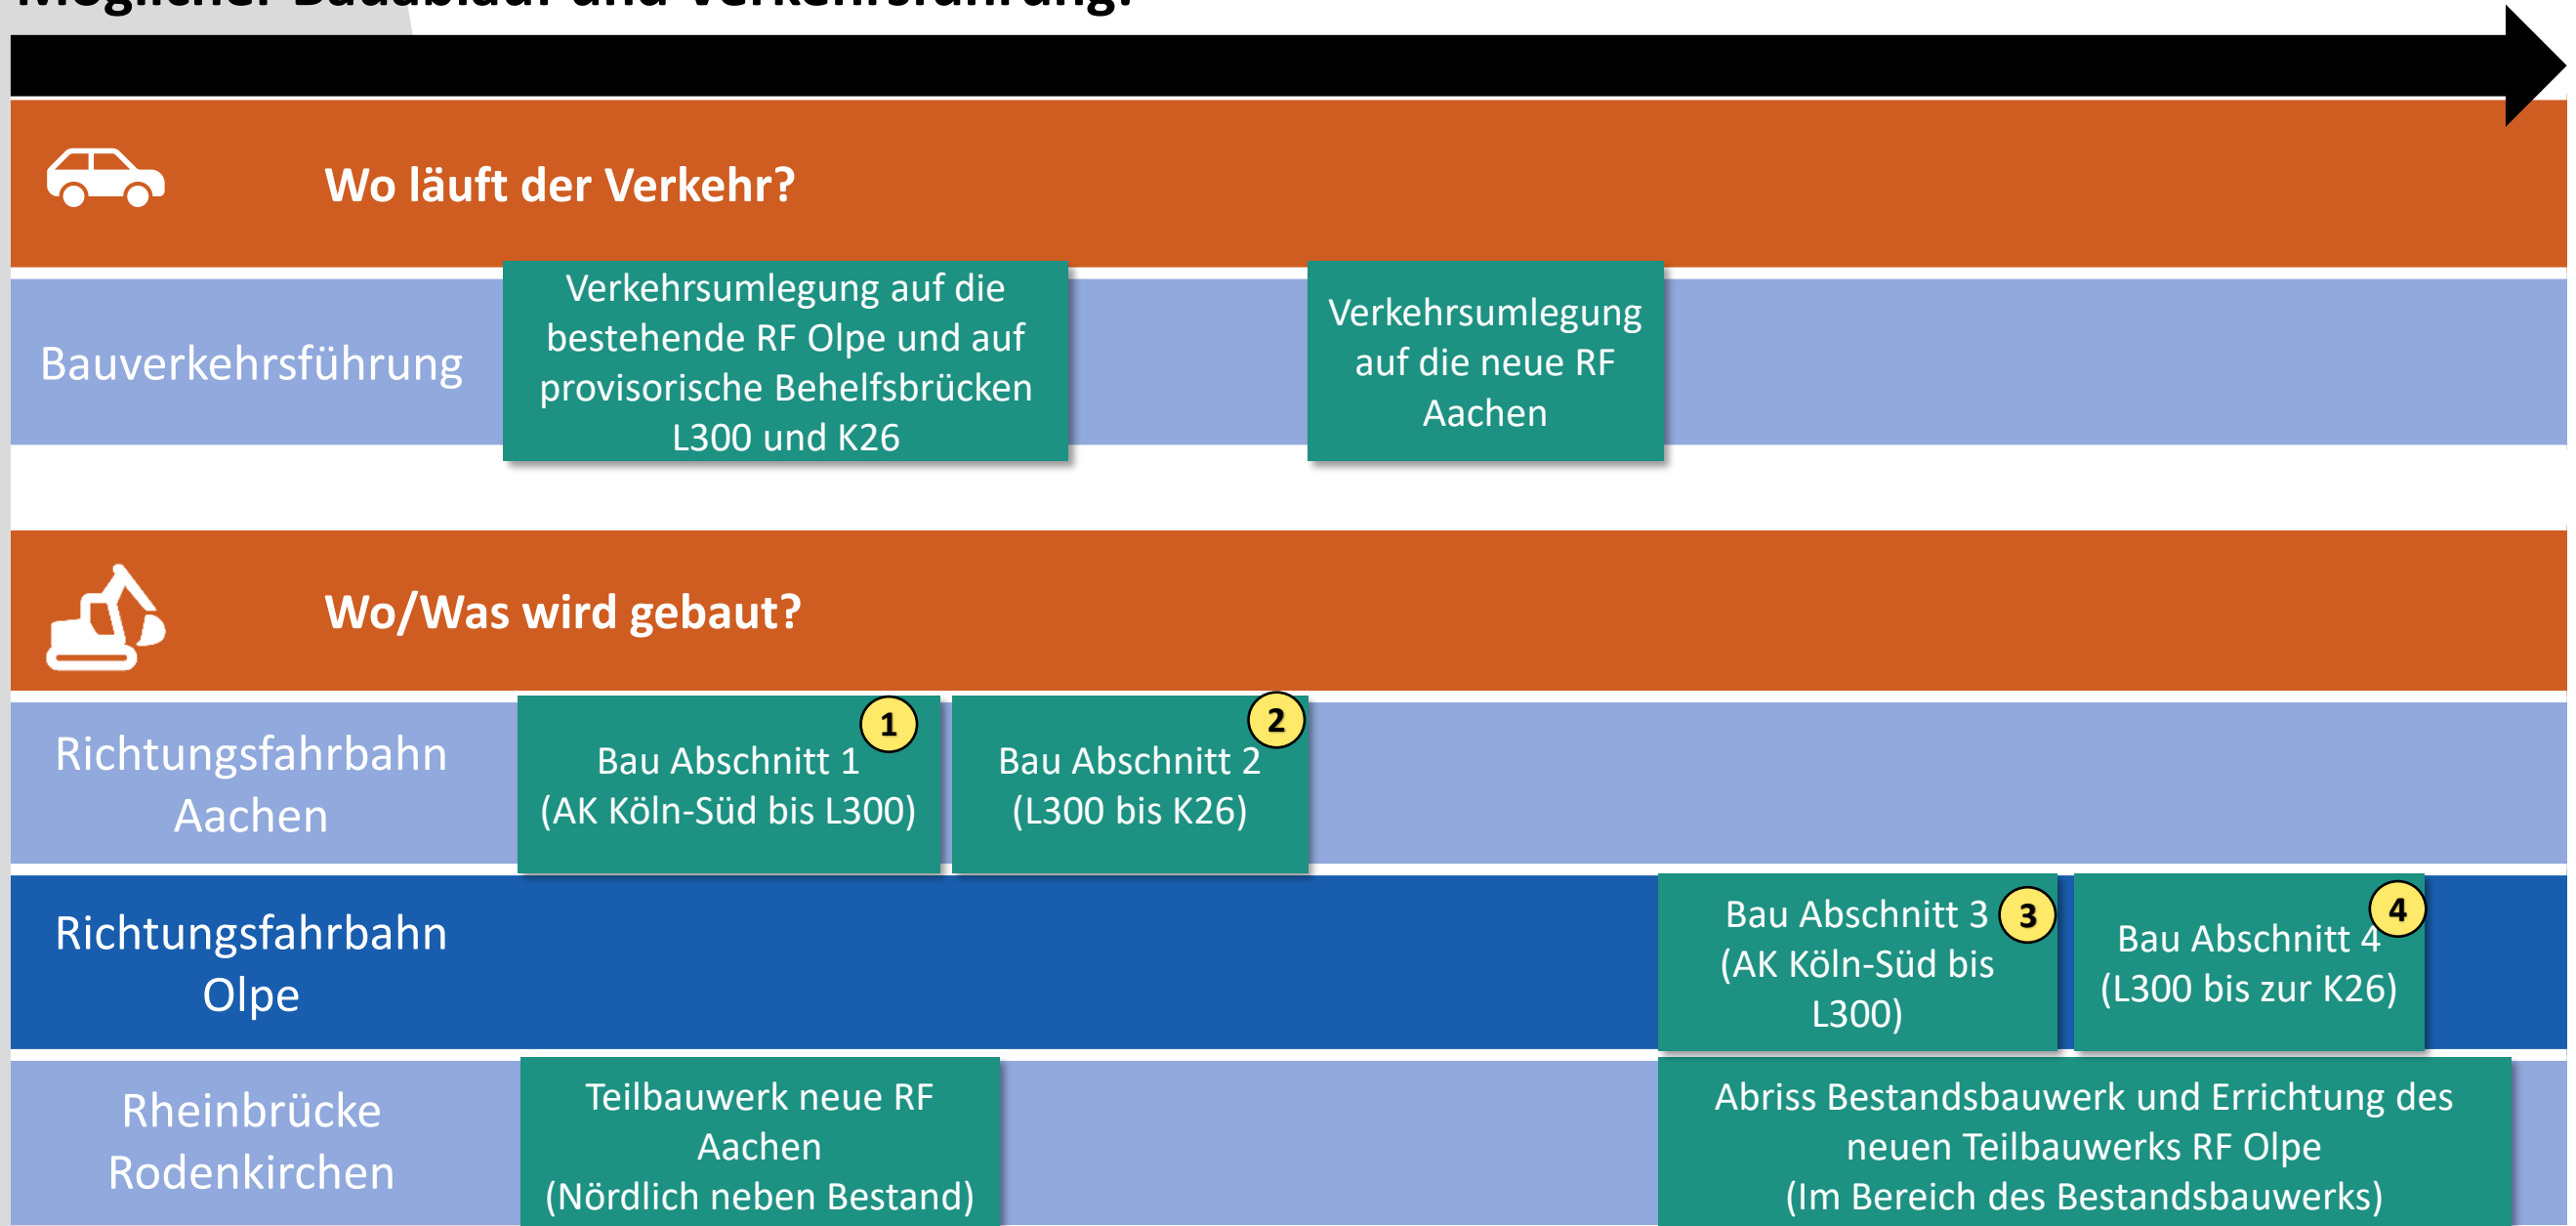 Möglicher Bauablauf und Verkehrsführung:
Wo läuft der Verkehr?
Bauverkehrsführung
Verkehrsumlegung auf die
bestehende RF Olpe und auf
provisorische Behelfsbrücken
L300 und K26
Verkehrsumlegung
auf die neue RF
Aachen
Wo/Was wird gebaut?
Richtungsfahrbahn
Aachen
1
Bau Abschnitt 1
(AK Köln-Süd bis L300)
2
Bau Abschnitt 2
(L300 bis K26)
Richtungsfahrbahn
Olpe
3
Bau Abschnitt 3
(AK Köln-Süd bis
L300)
4
Bau Abschnitt 4
(L300 bis zur K26)
Rheinbrücke
Rodenkirchen
Teilbauwerk neue RF
Aachen
(Nördlich neben Bestand)
Abriss Bestandsbauwerk und Errichtung des
neuen Teilbauwerks RF Olpe
(Im Bereich des Bestandsbauwerks)